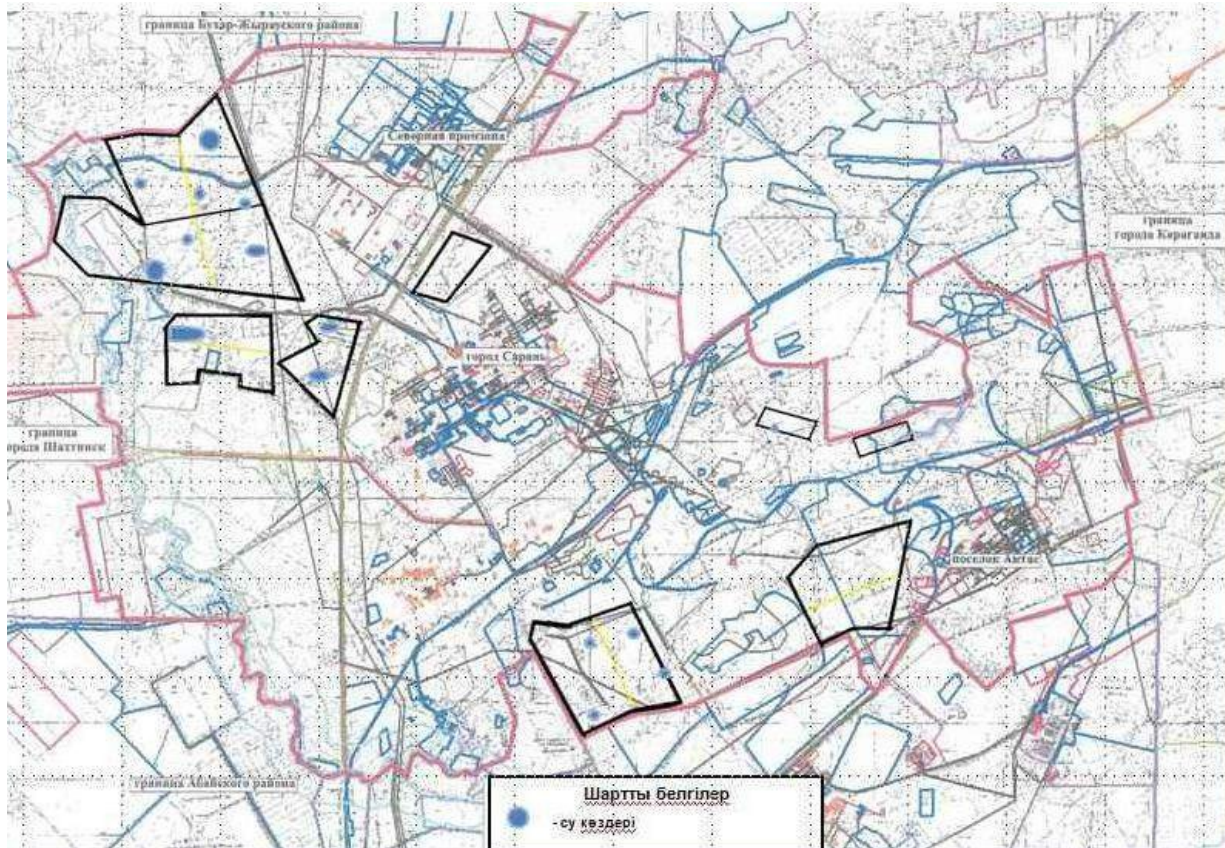 граница Бухар-Жырауского района
Северная промзона
граница
города Караганда
город Сарань
граница
города Шахтинск
поселок Актас
граница Абайского района
Шартты белгілер
- су көздері